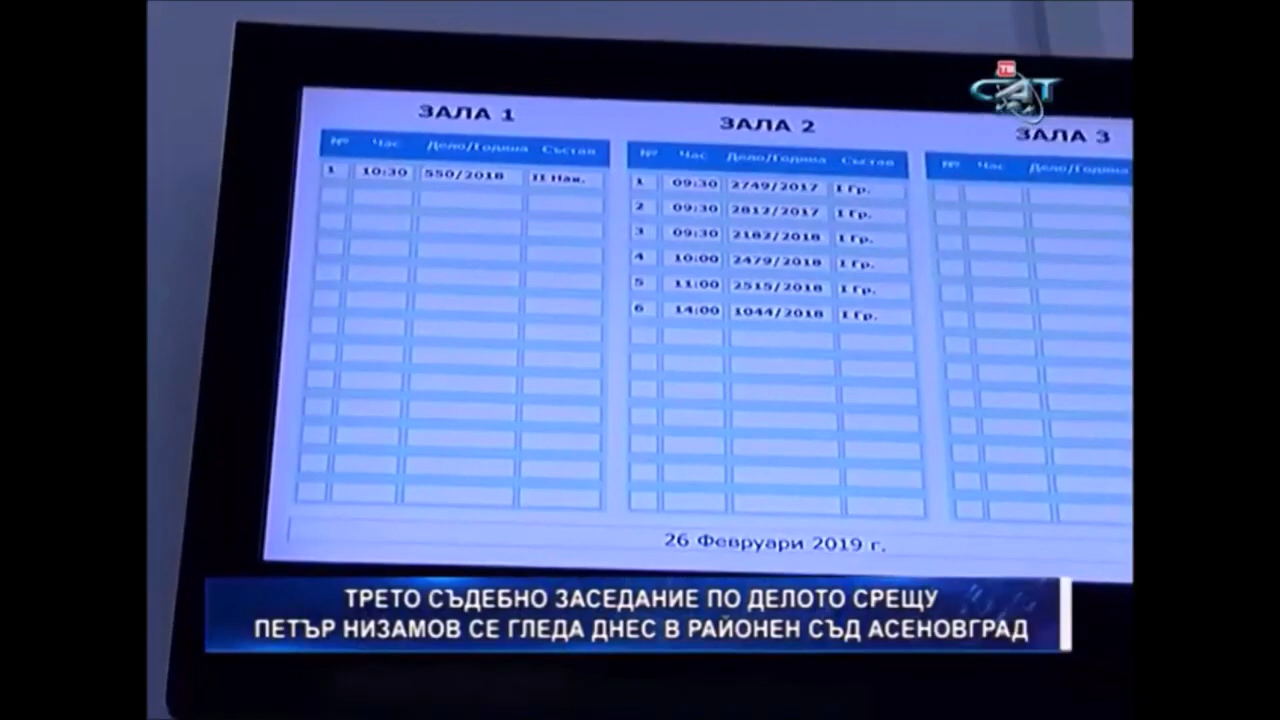 ТВ
САТ
ЗАЛА 1
№ Час Дело/Година Състав
1 10:30 550/2018 II Нак.
ЗАЛА 2
№ Час Дело/Година Състав
1 09:30 2749/2017 I Гр.
2 09:30 2812/2017 I Гр.
3 09:30 2182/2018 I Гр.
4 10:00 2479/2018 I Гр.
5 11:00 2515/2018 I Гр.
6 14:00 1044/2018 I Гр.
ЗАЛА 3
№ Час Дело/Година
26 Февруари 2019 г.
ТРЕТО СЪДЕБНО ЗАСЕДАНИЕ ПО ДЕЛОТО СРЕЩУ
ПЕТЪР НИЗАМОВ СЕ ГЛЕДА ДНЕС В РАЙОНЕН СЪД АСЕНОВГРАД